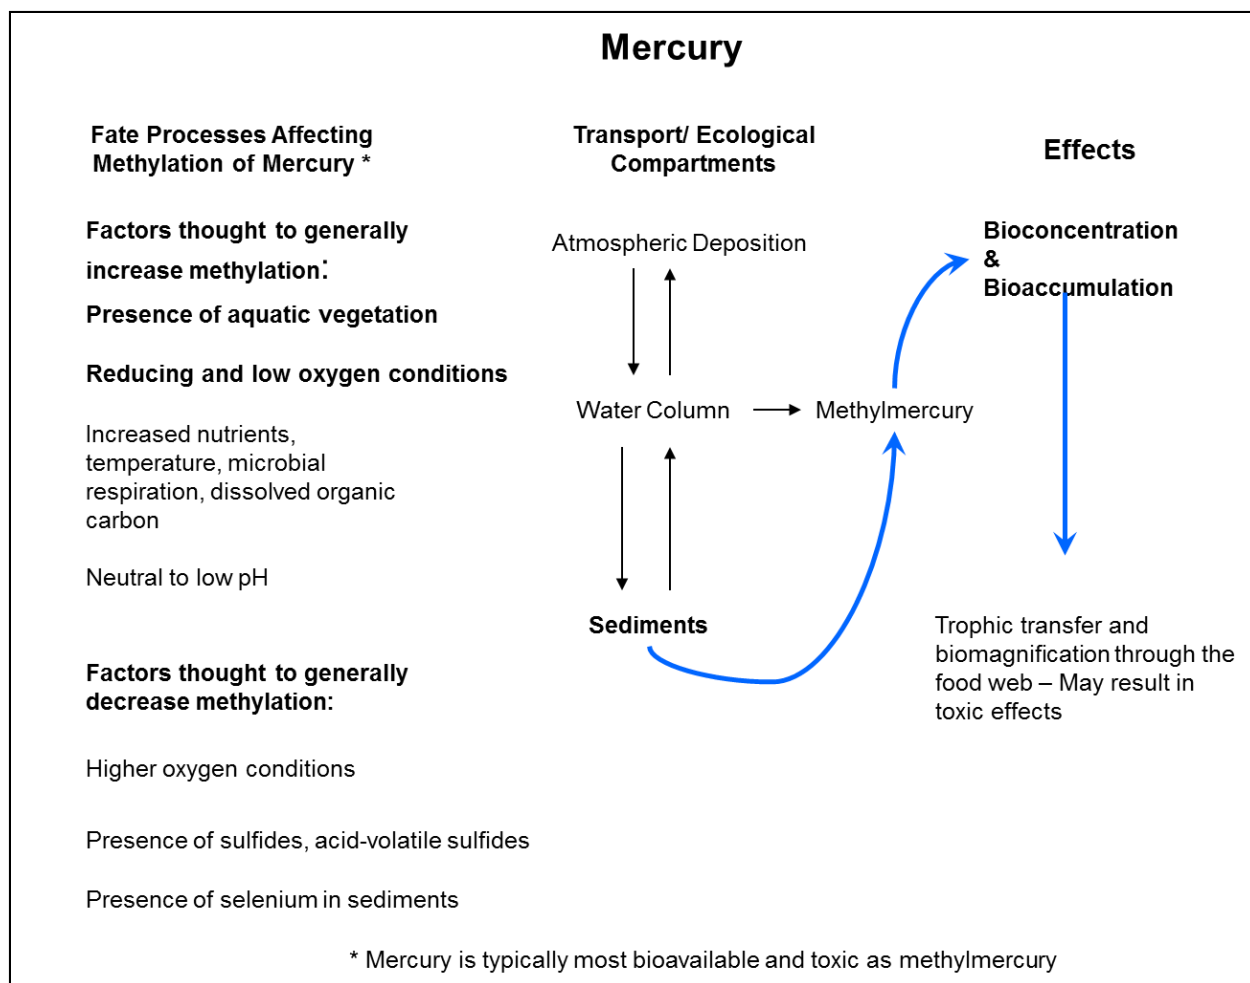 Mercury
Fate Processes Affecting
Methylation of Mercury *
Factors thought to generally
increase methylation:
Presence of aquatic vegetation
Reducing and low oxygen conditions
Increased nutrients,
temperature, microbial
respiration, dissolved organic
carbon
Neutral to low pH
Factors thought to generally
decrease methylation:
Higher oxygen conditions
Presence of sulfides, acid-volatile sulfides
Presence of selenium in sediments
Transport/ Ecological
Compartments
Atmospheric Deposition
Water Column
Methylmercury
Sediments
Effects
Bioconcentration
&
Bioaccumulation
Trophic transfer and
biomagnification through the
food web – May result in
toxic effects
* Mercury is typically most bioavailable and toxic as methylmercury